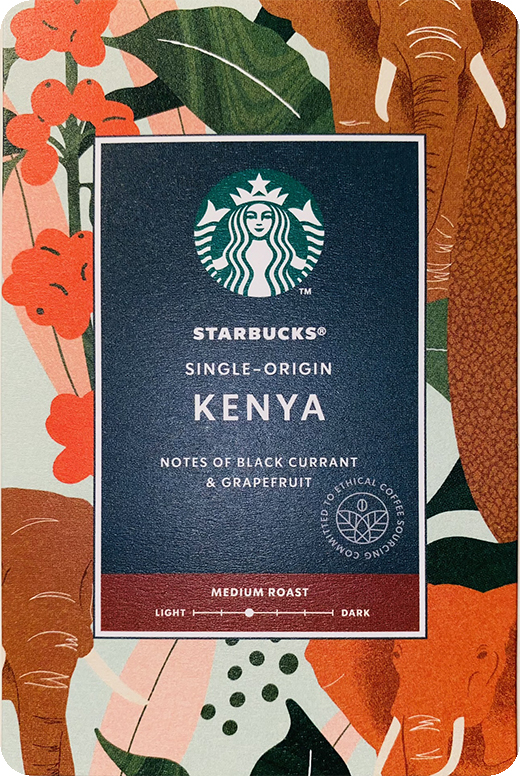 TM
STARBUCKS®
SINGLE-ORIGIN
KENYA
NOTES OF BLACK CURRANT
& GRAPEFRUIT
COMMITTED TO ETHICAL COFFEE SOURCING
MEDIUM ROAST
LIGHT DARK